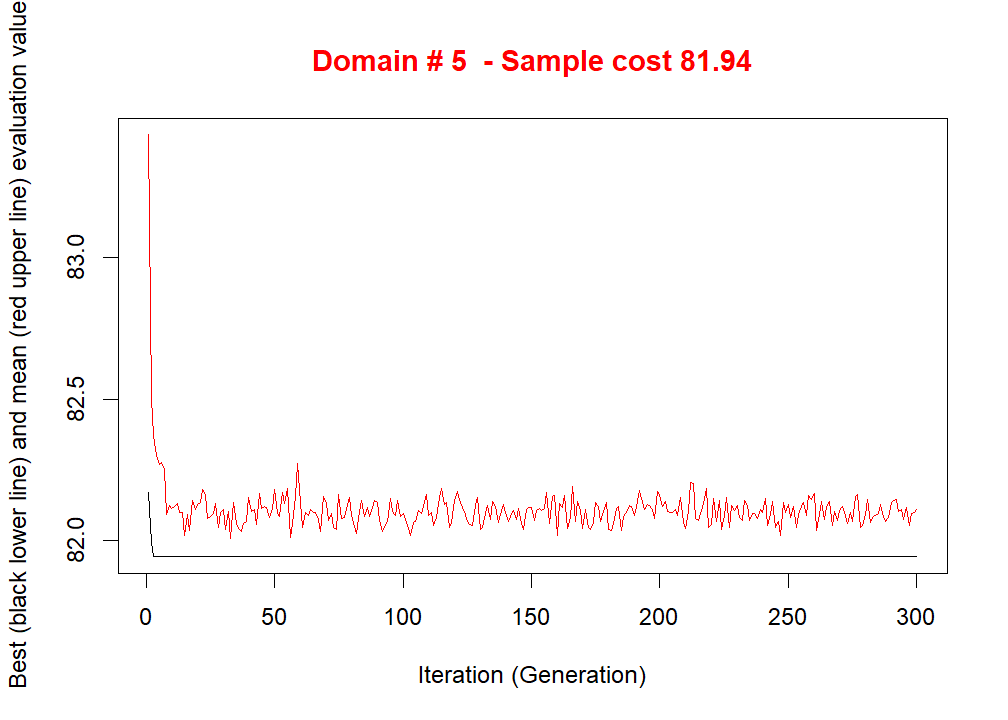 Domain # 5  - Sample cost 81.94
Best (black lower line) and mean (red upper line) evaluation value
83.0
82.5
82.0
0 50 100 150 200 250 300
Iteration (Generation)